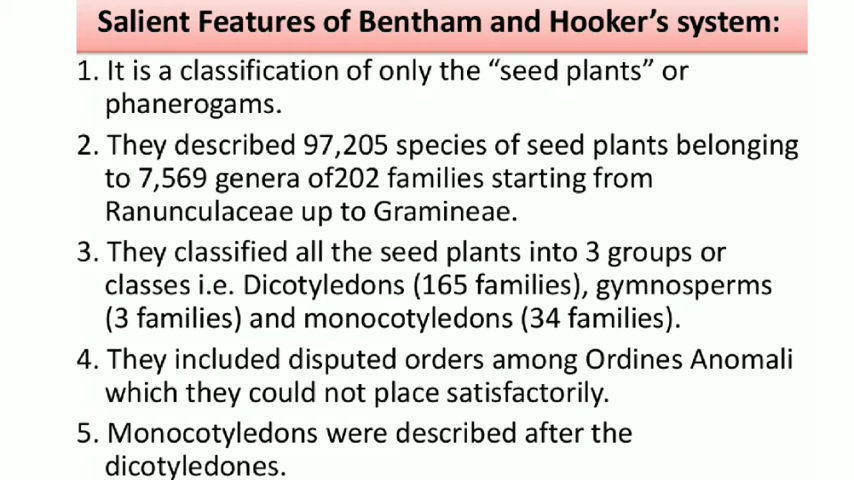 Salient Features of Bentham and Hooker's system:
1. It is a classification of only the “seed plants” or
phanerogams.
2. They described 97,205 species of seed plants belonging
to 7,569 genera of202 families starting from
Ranunculaceae up to Gramineae.
3. They classified all the seed plants into 3 groups or
classes i.e. Dicotyledons (165 families), gymnosperms
(3 families) and monocotyledons (34 families).
4. They included disputed orders among Ordines Anomali
which they could not place satisfactorily.
5. Monocotyledons were described after the
dicotyledones.